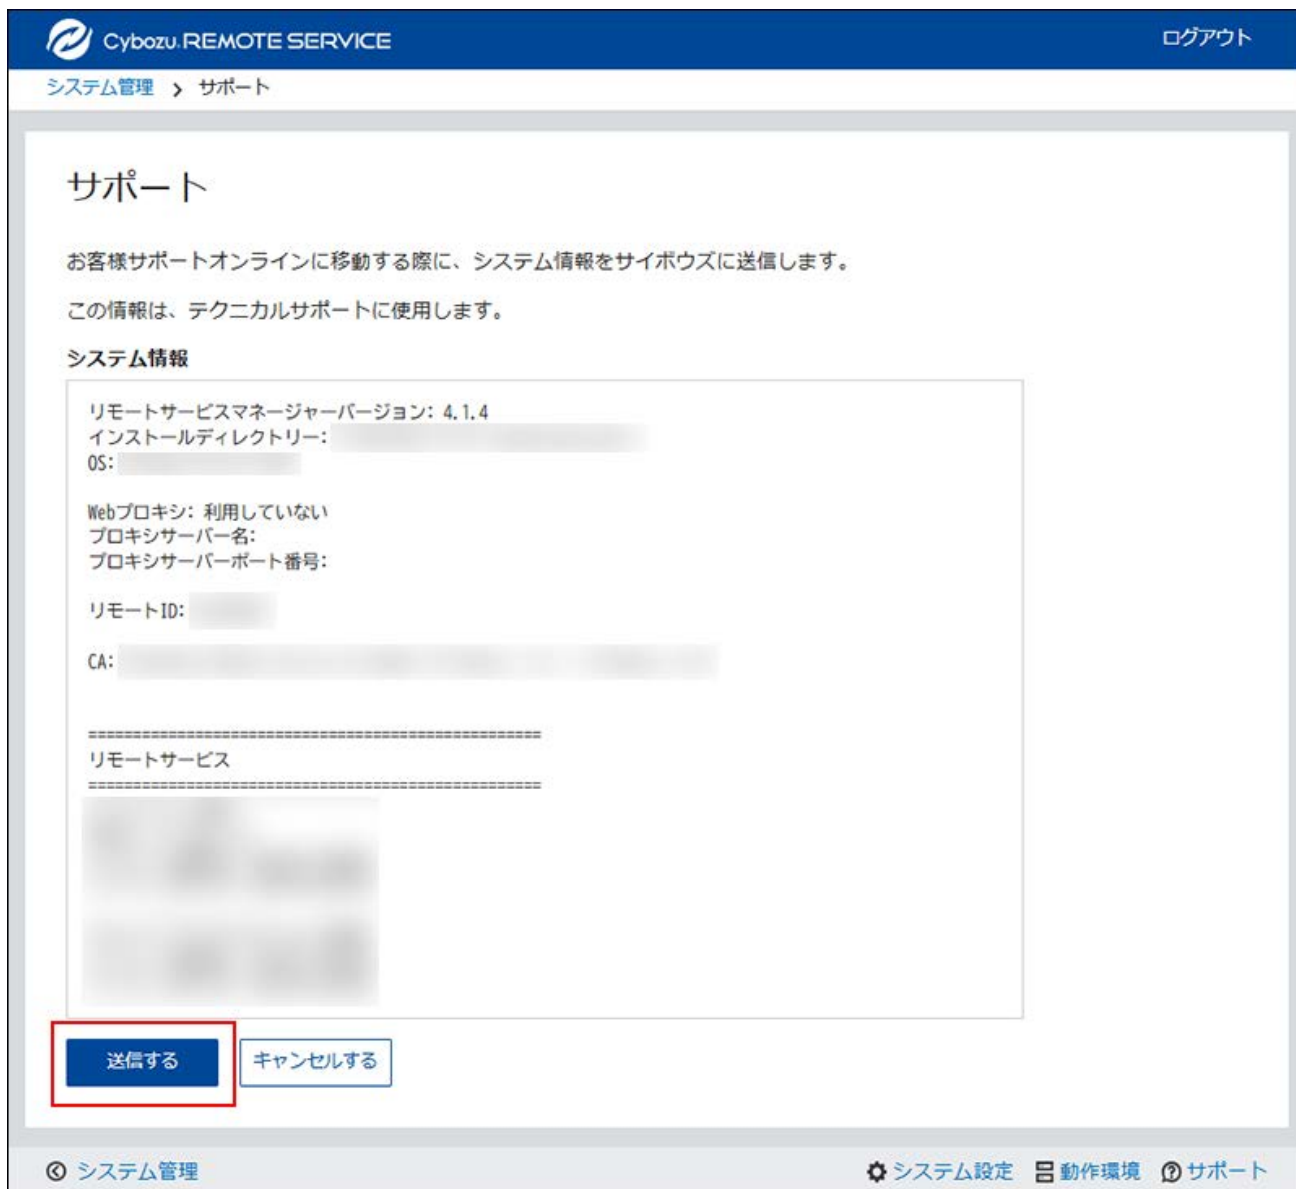 Cybozu. REMOTE SERVICE ログアウト
システム管理 サポート
サポート
お客様サポートオンラインに移動する際に、システム情報をサイボウズに送信します。
この情報は、テクニカルサポートに使用します。
システム情報
リモートサービスマネージャーバージョン: 4.1.4
インストールディレクトリー:
OS:
Webプロキシ: 利用していない
プロキシサーバー名:
プロキシサーバーポート番号:
リモートID:
CA:
==================================================
リモートサービス
==================================================
送信する キャンセルする
システム管理 システム設定 動作環境 サポート